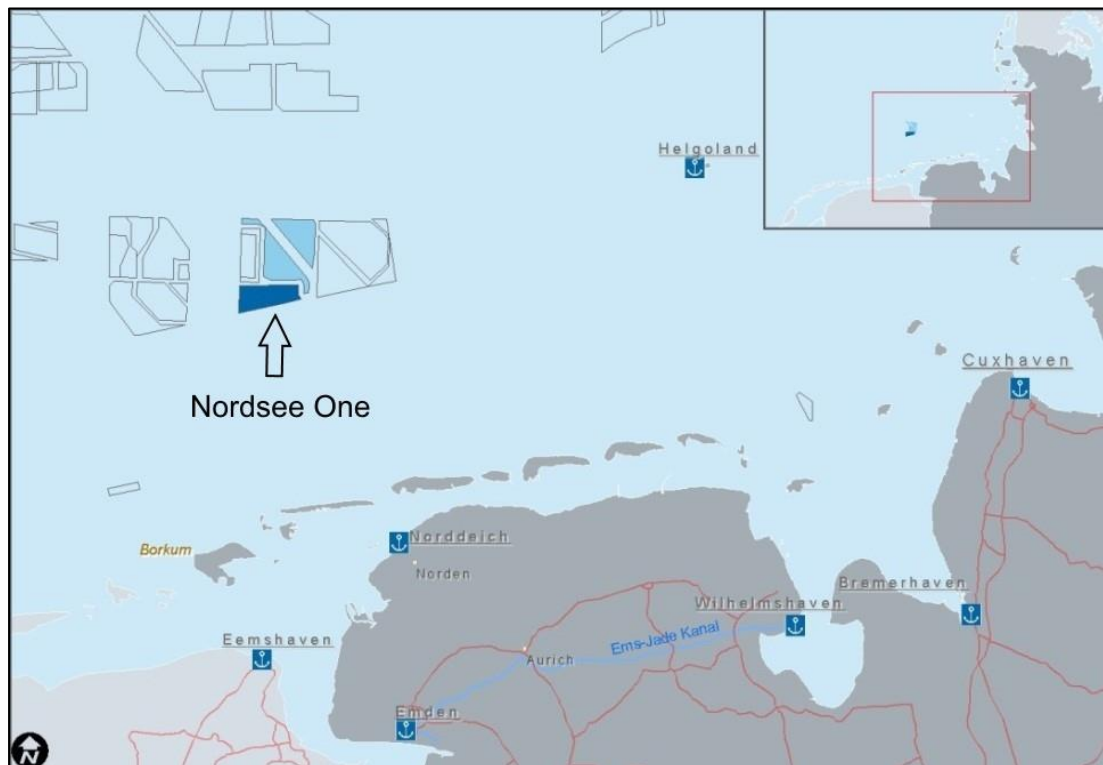 Helgoland
Nordsee One
Cuxhaven
Borkum
Norddeich
Norden
Bremerhaven
Wilhelmshaven
Eemshaven
Ems-Jade Kanal
Aurich
Emden
N